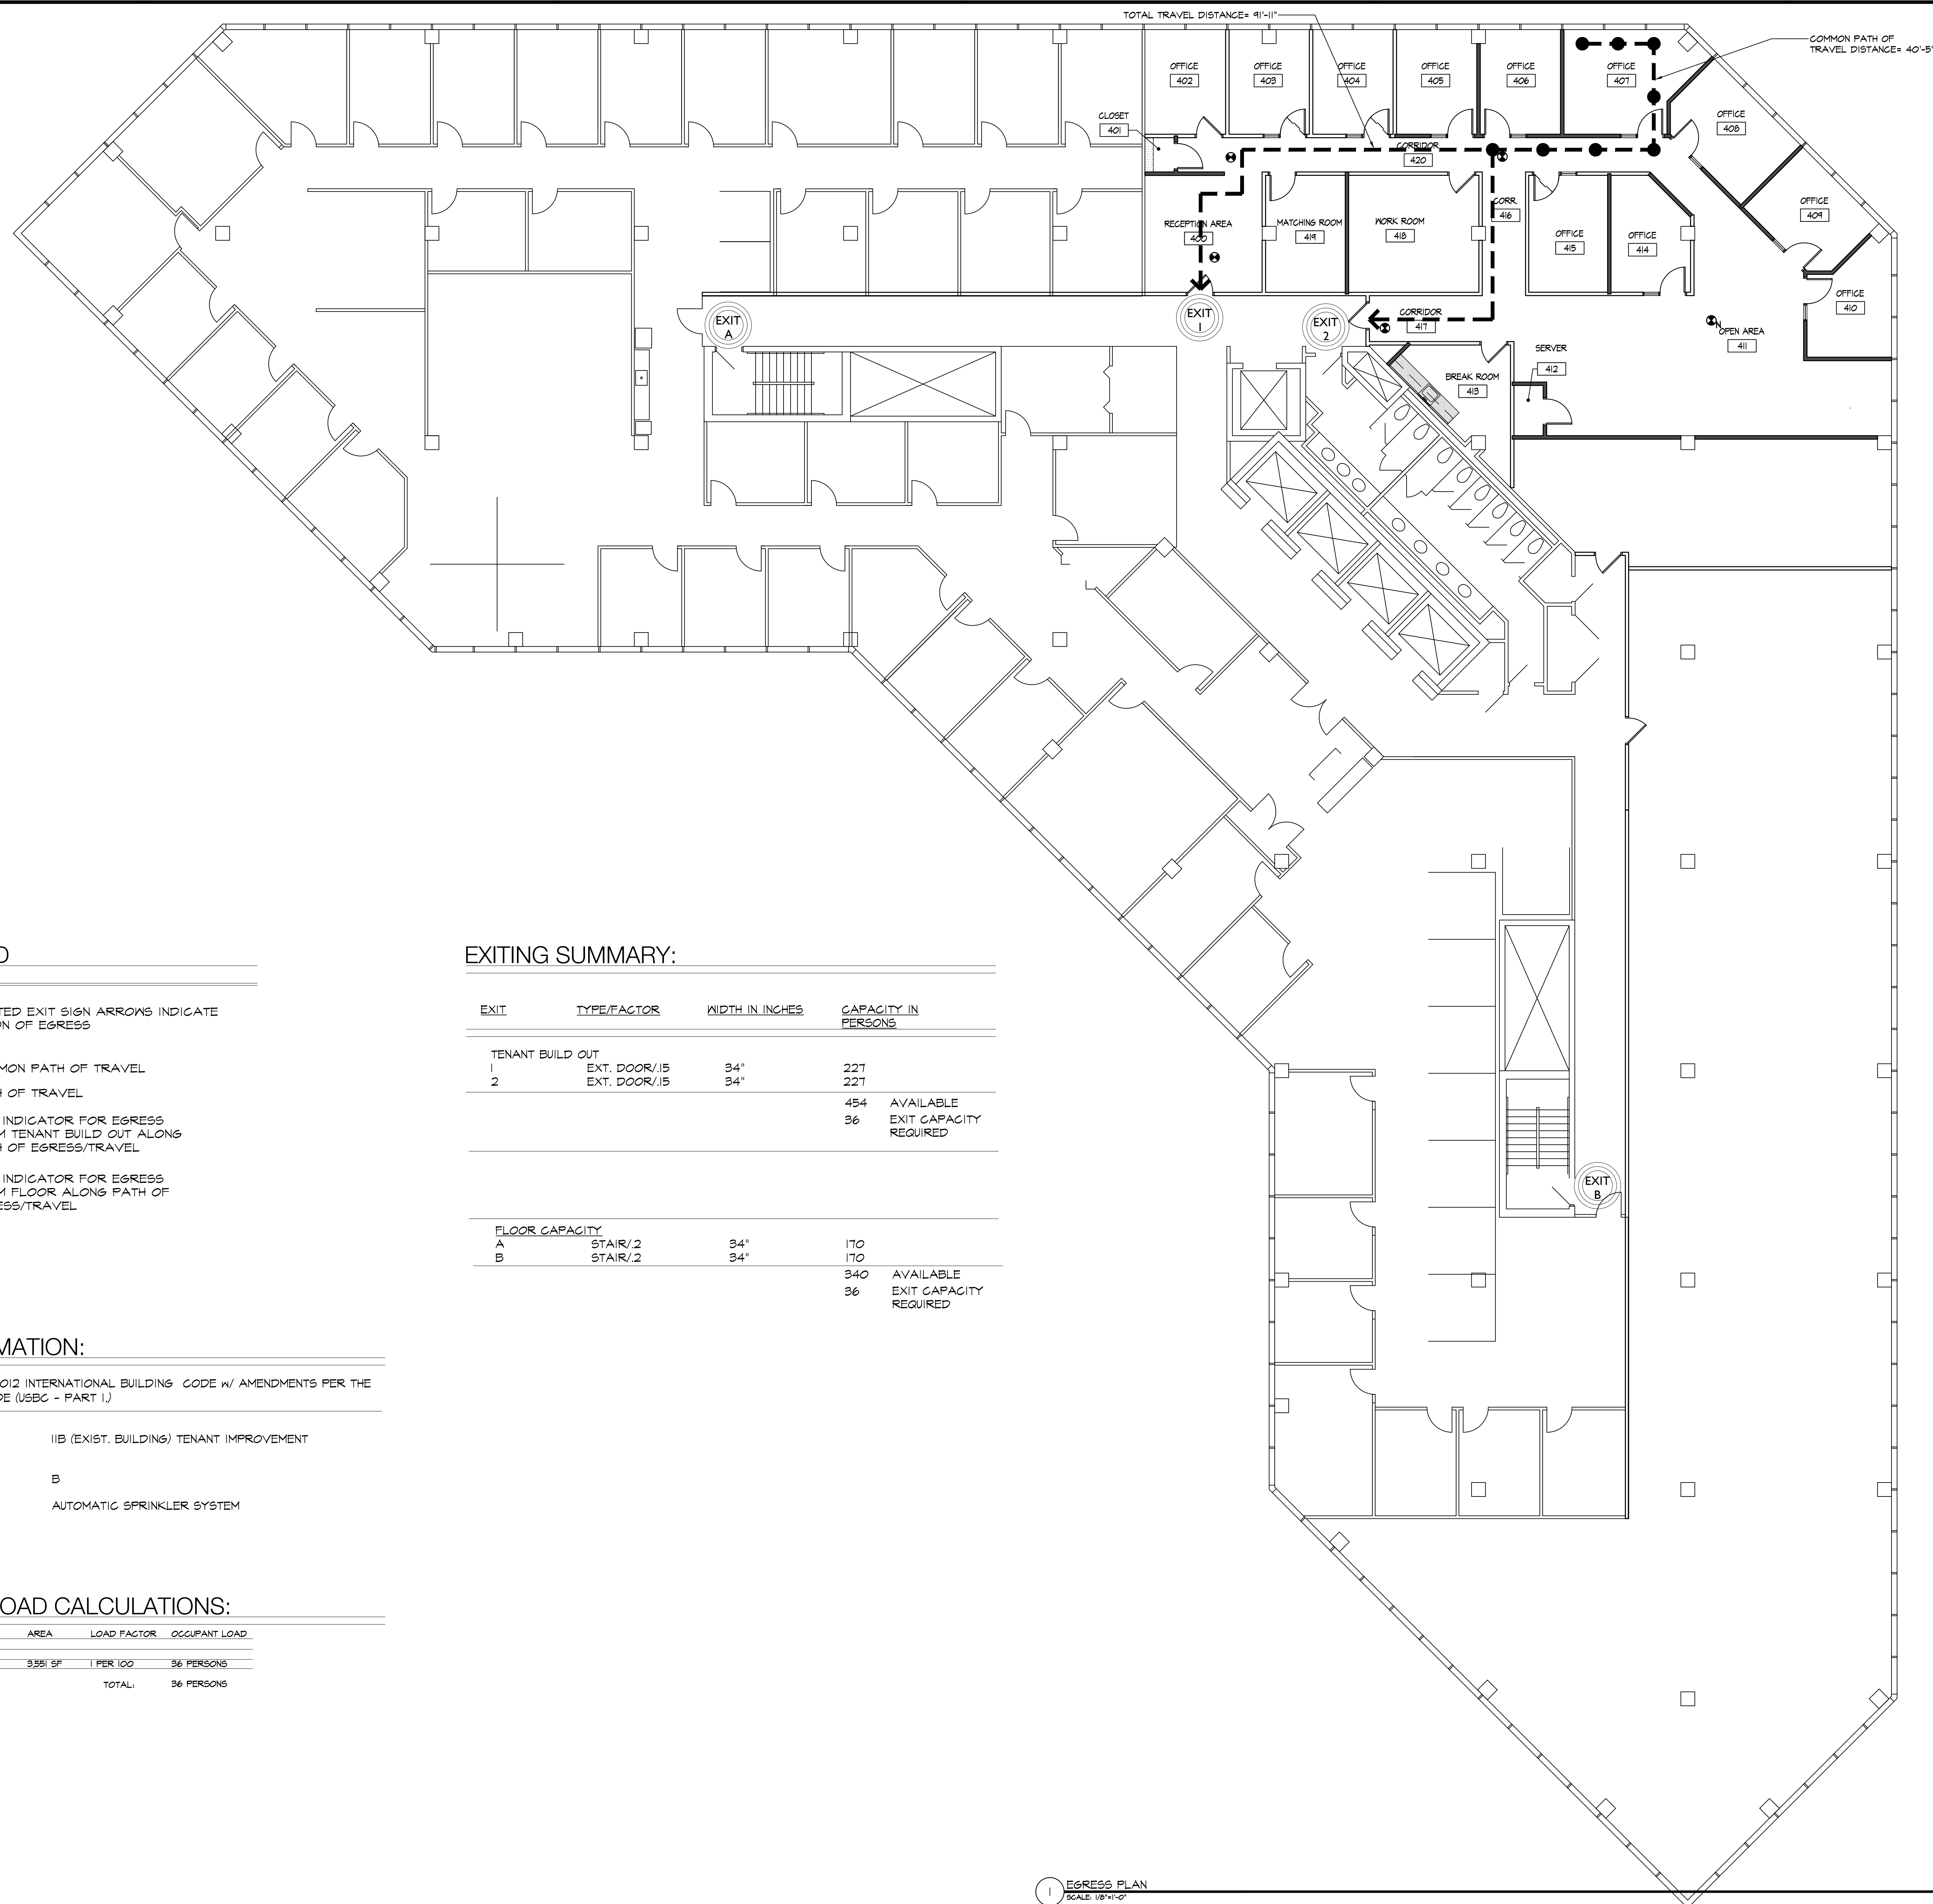 TOTAL TRAVEL DISTANCE= 91'-11"
COMMON PATH OF
TRAVEL DISTANCE= 40'-5"
OFFICE
402
OFFICE
403
OFFICE
404
OFFICE
405
OFFICE
406
OFFICE
407
OFFICE
408
CLOSET
401
CORRIDOR
420
OFFICE
409
RECEPTION AREA
400
MATCHING ROOM
419
WORK ROOM
418
CORR.
416
OFFICE
415
OFFICE
414
OFFICE
410
EXIT
A
EXIT
1
EXIT
2
CORRIDOR
417
N
OPEN AREA
411
SERVER
412
BREAK ROOM
413
EXIT
B
D
TED EXIT SIGN ARROWS INDICATE
ON OF EGRESS
MON PATH OF TRAVEL
H OF TRAVEL
INDICATOR FOR EGRESS
M TENANT BUILD OUT ALONG
H OF EGRESS/TRAVEL
INDICATOR FOR EGRESS
M FLOOR ALONG PATH OF
ESS/TRAVEL
EXITING SUMMARY:
EXIT TYPE/FACTOR WIDTH IN INCHES CAPACITY IN
PERSONS
TENANT BUILD OUT
1 EXT. DOOR/.15 34" 227
2 EXT. DOOR/.15 34" 227
454 AVAILABLE
36 EXIT CAPACITY
REQUIRED
FLOOR CAPACITY
A STAIR/.2 34" 170
B STAIR/.2 34" 170
340 AVAILABLE
36 EXIT CAPACITY
REQUIRED
MATION:
012 INTERNATIONAL BUILDING CODE W/ AMENDMENTS PER THE
DE (USBC - PART 1.)
IIB (EXIST. BUILDING) TENANT IMPROVEMENT
B
AUTOMATIC SPRINKLER SYSTEM
OAD CALCULATIONS:
AREA LOAD FACTOR OCCUPANT LOAD
3,551 SF 1 PER 100 36 PERSONS
TOTAL: 36 PERSONS
1
EGRESS PLAN
SCALE: 1/8"=1'-0"